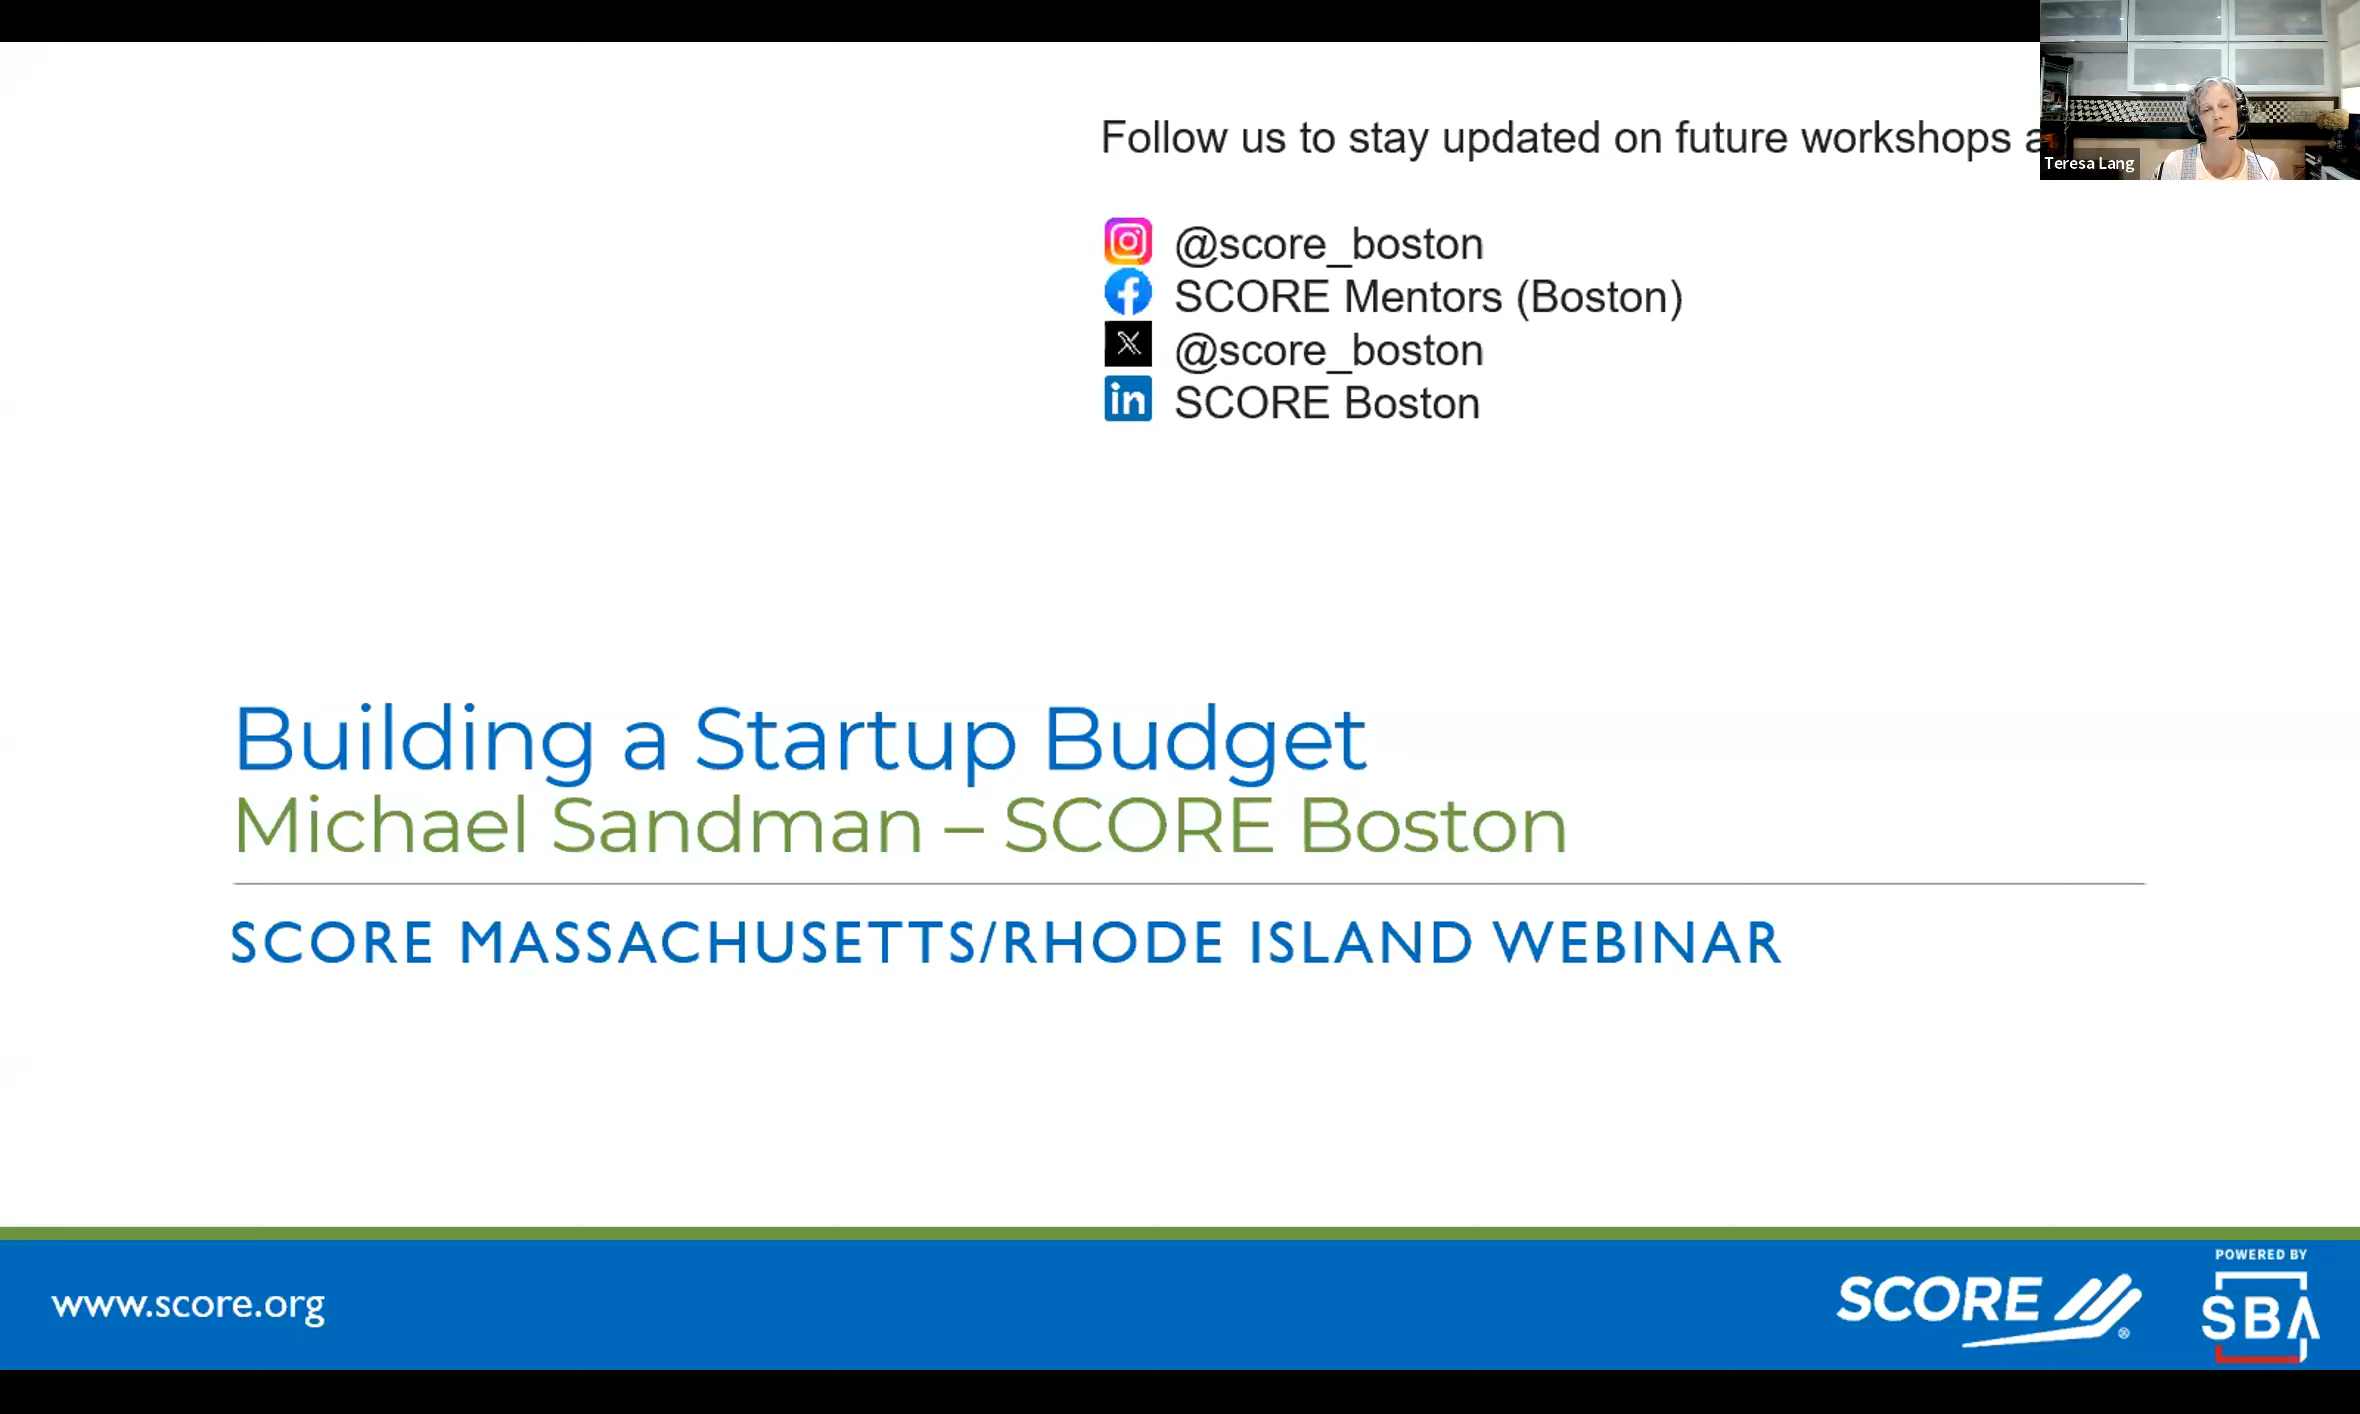 Follow us to stay updated on future workshops a
Teresa Lang
@score_boston
SCORE Mentors (Boston)
@score_boston
SCORE Boston
Building a Startup Budget
Michael Sandman – SCORE Boston
SCORE MASSACHUSETTS/RHODE ISLAND WEBINAR
www.score.org
SCORE
®
POWERED BY
SBA